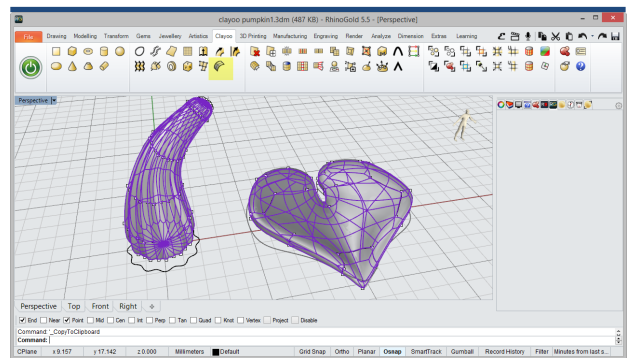 clayoo pumpkin1.3dm (487 KB) - RhinoGold 5.5 - [Perspective]
File Drawing Modelling Transform Gems Jewellery Artistics Clayoo 3D Printing Manufacturing Engraving Render Analyze Dimension Extras Learning
Perspective
Perspective Top Front Right
End Near Point Mid Cen Int Perp Tan Quad Knot Vertex Project Disable
Command: '_CopyToClipboard
Command:
CPlane x 9.157 y 17.142 z 0.000 Millimeters Default Grid Snap Ortho Planar Osnap SmartTrack Gumball Record History Filter Minutes from last s...